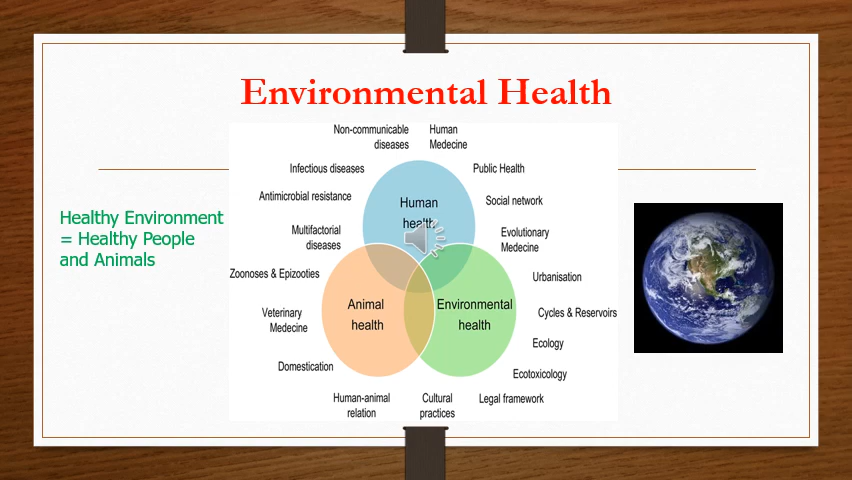 Environmental Health
Non-communicable
diseases
Human
Medecine
Infectious diseases
Public Health
Antimicrobial resistance
Human
health
Social network
Multifactorial
diseases
Evolutionary
Medecine
Healthy Environment
= Healthy People
and Animals
Zoonoses & Epizooties
Urbanisation
Animal
health
Environmental
health
Veterinary
Medecine
Cycles & Reservoirs
Ecology
Domestication
Ecotoxicology
Human-animal
relation
Cultural
practices
Legal framework